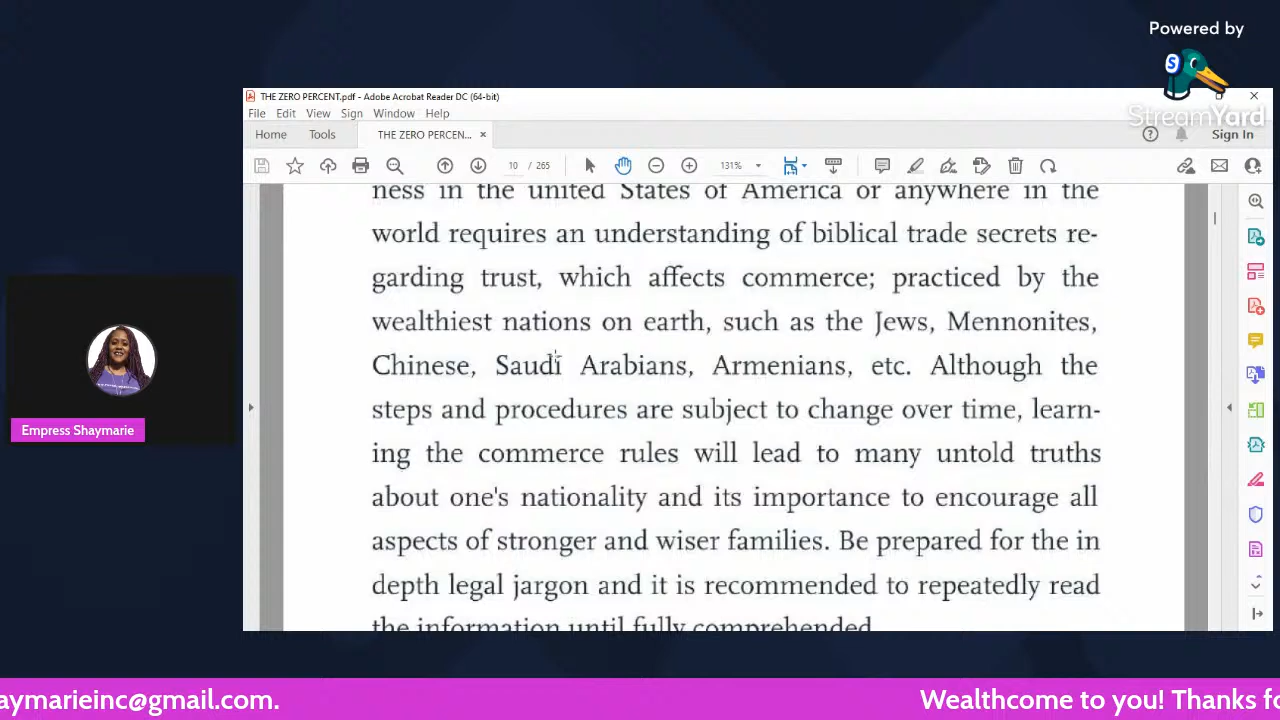 Powered by
StreamYard
THE ZERO PERCENT.pdf - Adobe Acrobat Reader DC (64-bit)
File Edit View Sign Window Help
Home Tools THE ZERO PERCEN... ×
Sign In
10 / 265 131%
ness in the united States of America or anywhere in the
world requires an understanding of biblical trade secrets re-
garding trust, which affects commerce; practiced by the
wealthiest nations on earth, such as the Jews, Mennonites,
Chinese, Saudi Arabians, Armenians, etc. Although the
steps and procedures are subject to change over time, learn-
ing the commerce rules will lead to many untold truths
about one's nationality and its importance to encourage all
aspects of stronger and wiser families. Be prepared for the in
depth legal jargon and it is recommended to repeatedly read
the information until fully comprehended.
Empress Shaymarie
aymarieinc@gmail.com. Wealthcome to you! Thanks fo